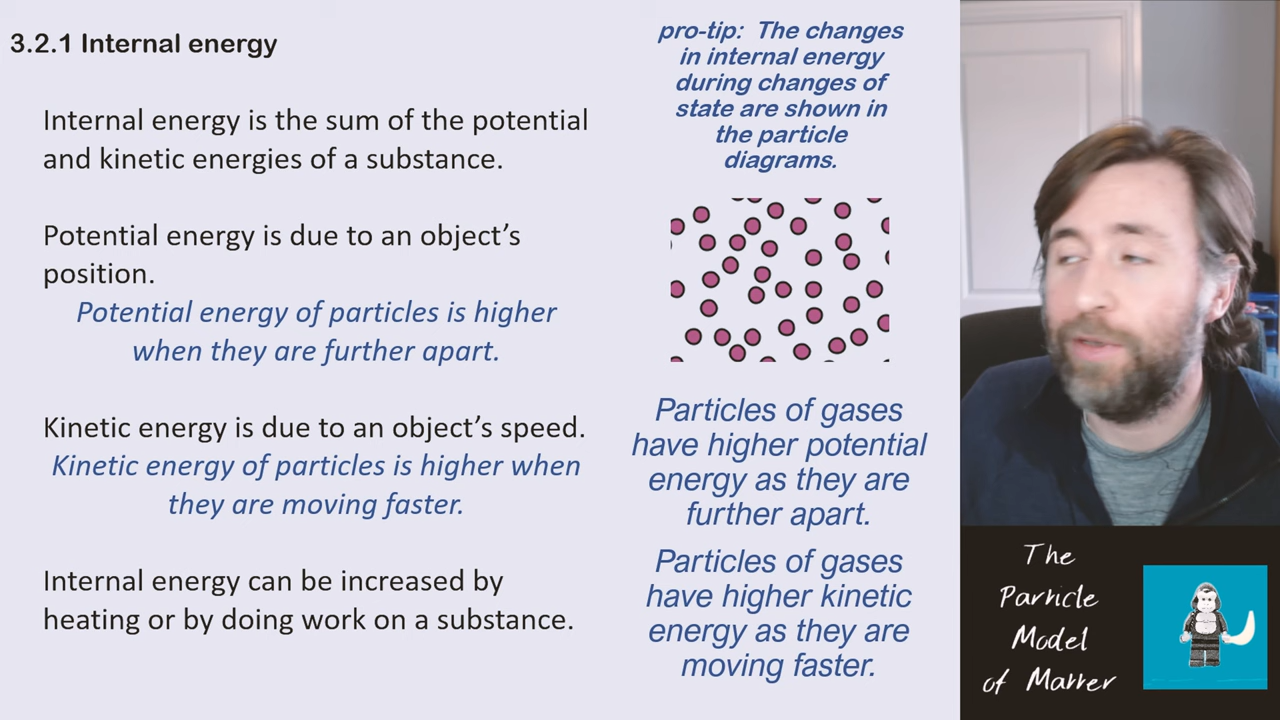 3.2.1 Internal energy
Internal energy is the sum of the potential
and kinetic energies of a substance.
Potential energy is due to an object's
position.
Potential energy of particles is higher
when they are further apart.
Kinetic energy is due to an object's speed.
Kinetic energy of particles is higher when
they are moving faster.
Internal energy can be increased by
heating or by doing work on a substance.
pro-tip: The changes
in internal energy
during changes of
state are shown in
the particle
diagrams.
Particles of gases
have higher potential
energy as they are
further apart.
Particles of gases
have higher kinetic
energy as they are
moving faster.
The
Particle
Model
of Matter